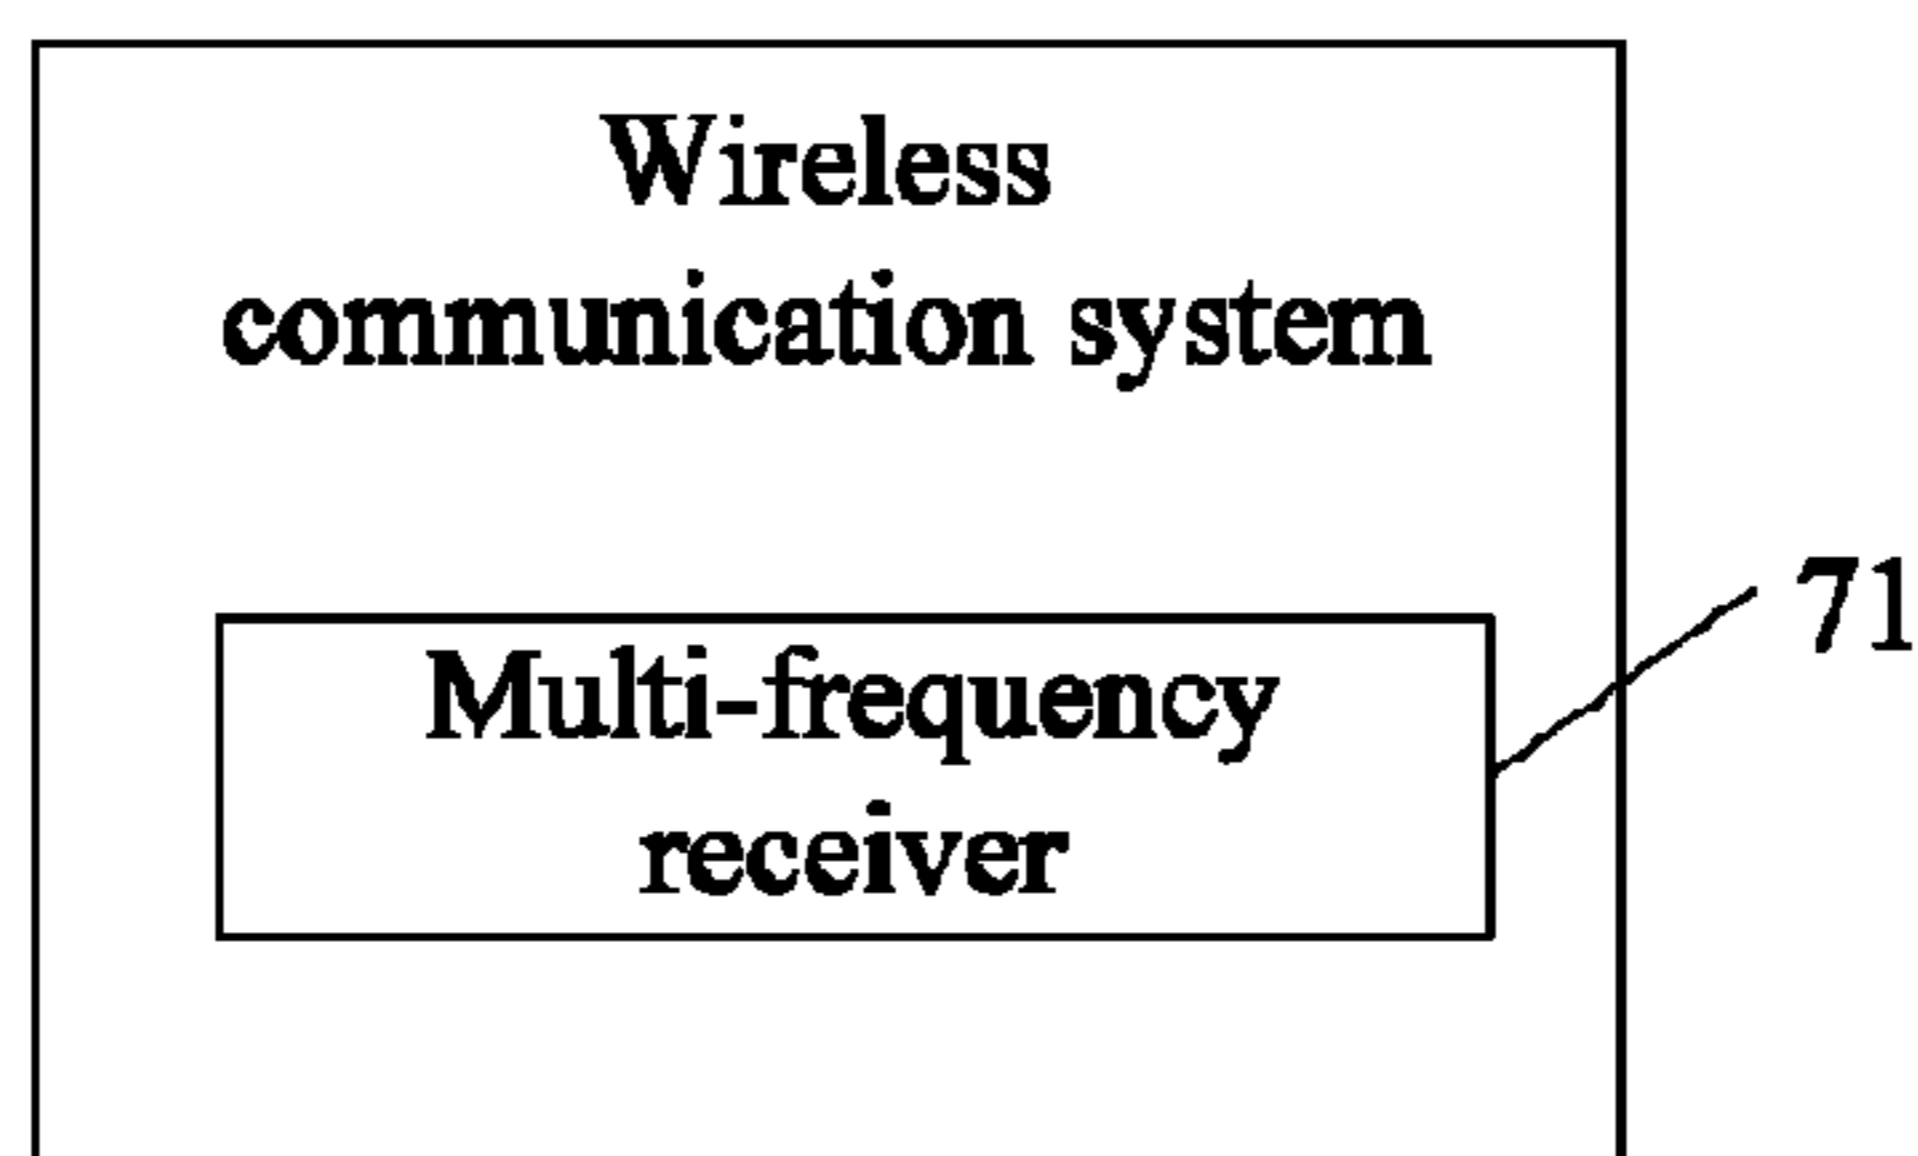 Wireless
communication system
71
Multi-frequency
receiver